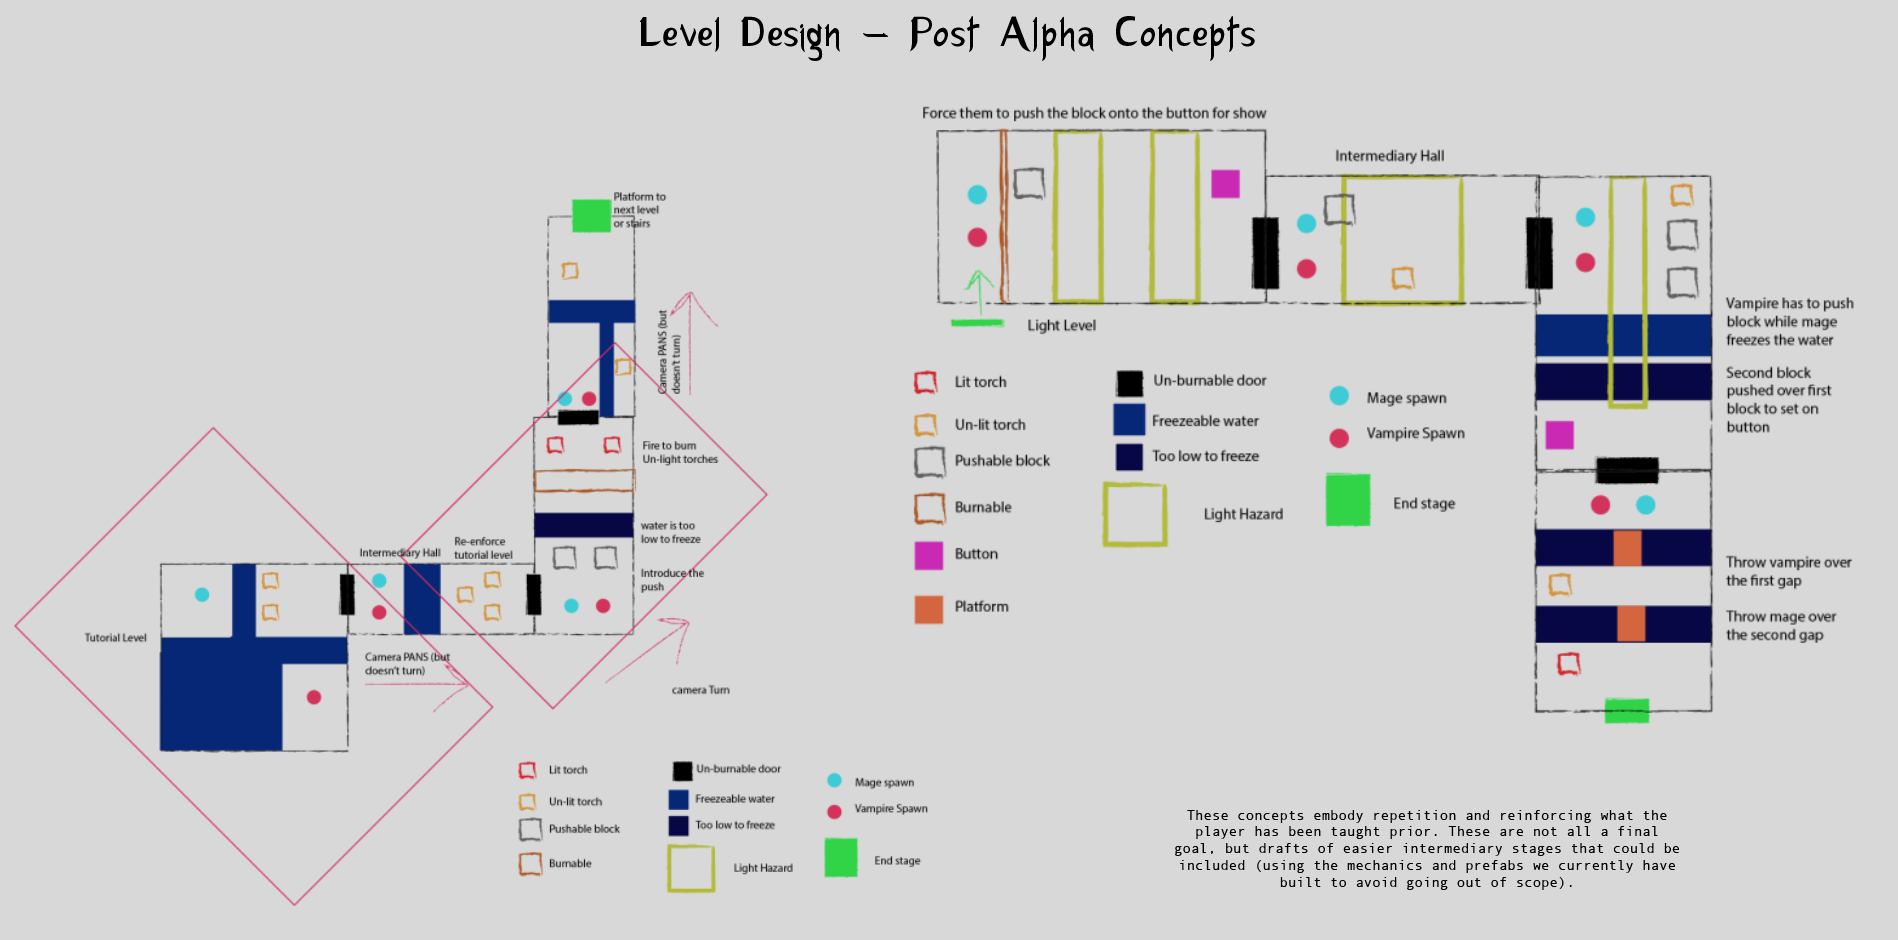 Level Design – Post Alpha Concepts
Platform to
next level
or stairs
Camera PANS (but
doesn't turn)
Fire to burn
Un-light torches
water is too
low to freeze
Introduce the
push
Re-enforce
tutorial level
Intermediary Hall
Tutorial Level
Camera PANS (but
doesn't turn)
camera Turn
Lit torch
Un-lit torch
Pushable block
Burnable
Un-burnable door
Freezeable water
Too low to freeze
Light Hazard
Mage spawn
Vampire Spawn
End stage
Force them to push the block onto the button for show
Intermediary Hall
Light Level
Vampire has to push
block while mage
freezes the water
Second block
pushed over first
block to set on
button
Throw vampire over
the first gap
Throw mage over
the second gap
Lit torch
Un-lit torch
Pushable block
Burnable
Button
Platform
Un-burnable door
Freezeable water
Too low to freeze
Light Hazard
Mage spawn
Vampire Spawn
End stage
These concepts embody repetition and reinforcing what the
player has been taught prior. These are not all a final
goal, but drafts of easier intermediary stages that could be
included (using the mechanics and prefabs we currently have
built to avoid going out of scope).